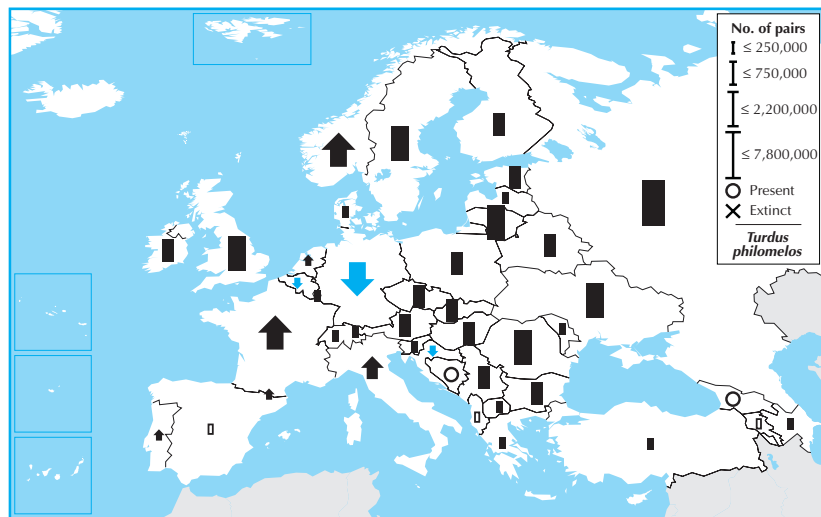 No. of pairs
≤ 250,000
≤ 750,000
≤ 2,200,000
≤ 7,800,000
Present
Extinct
Turdus
philomelos